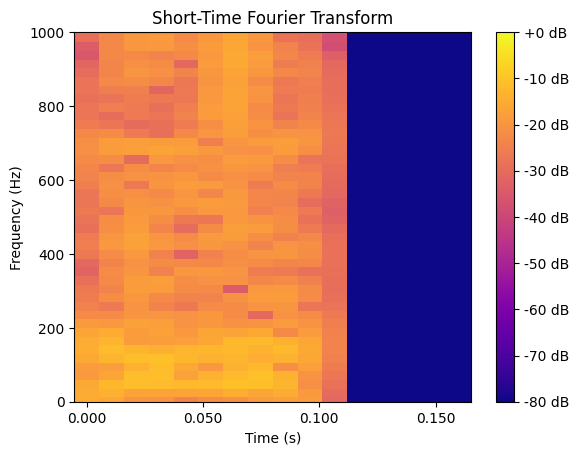 Short-Time Fourier Transform
Frequency (Hz)
1000
800
600
400
200
0
0.000
0.050
0.100
0.150
Time (s)
+0 dB
-10 dB
-20 dB
-30 dB
-40 dB
-50 dB
-60 dB
-70 dB
-80 dB